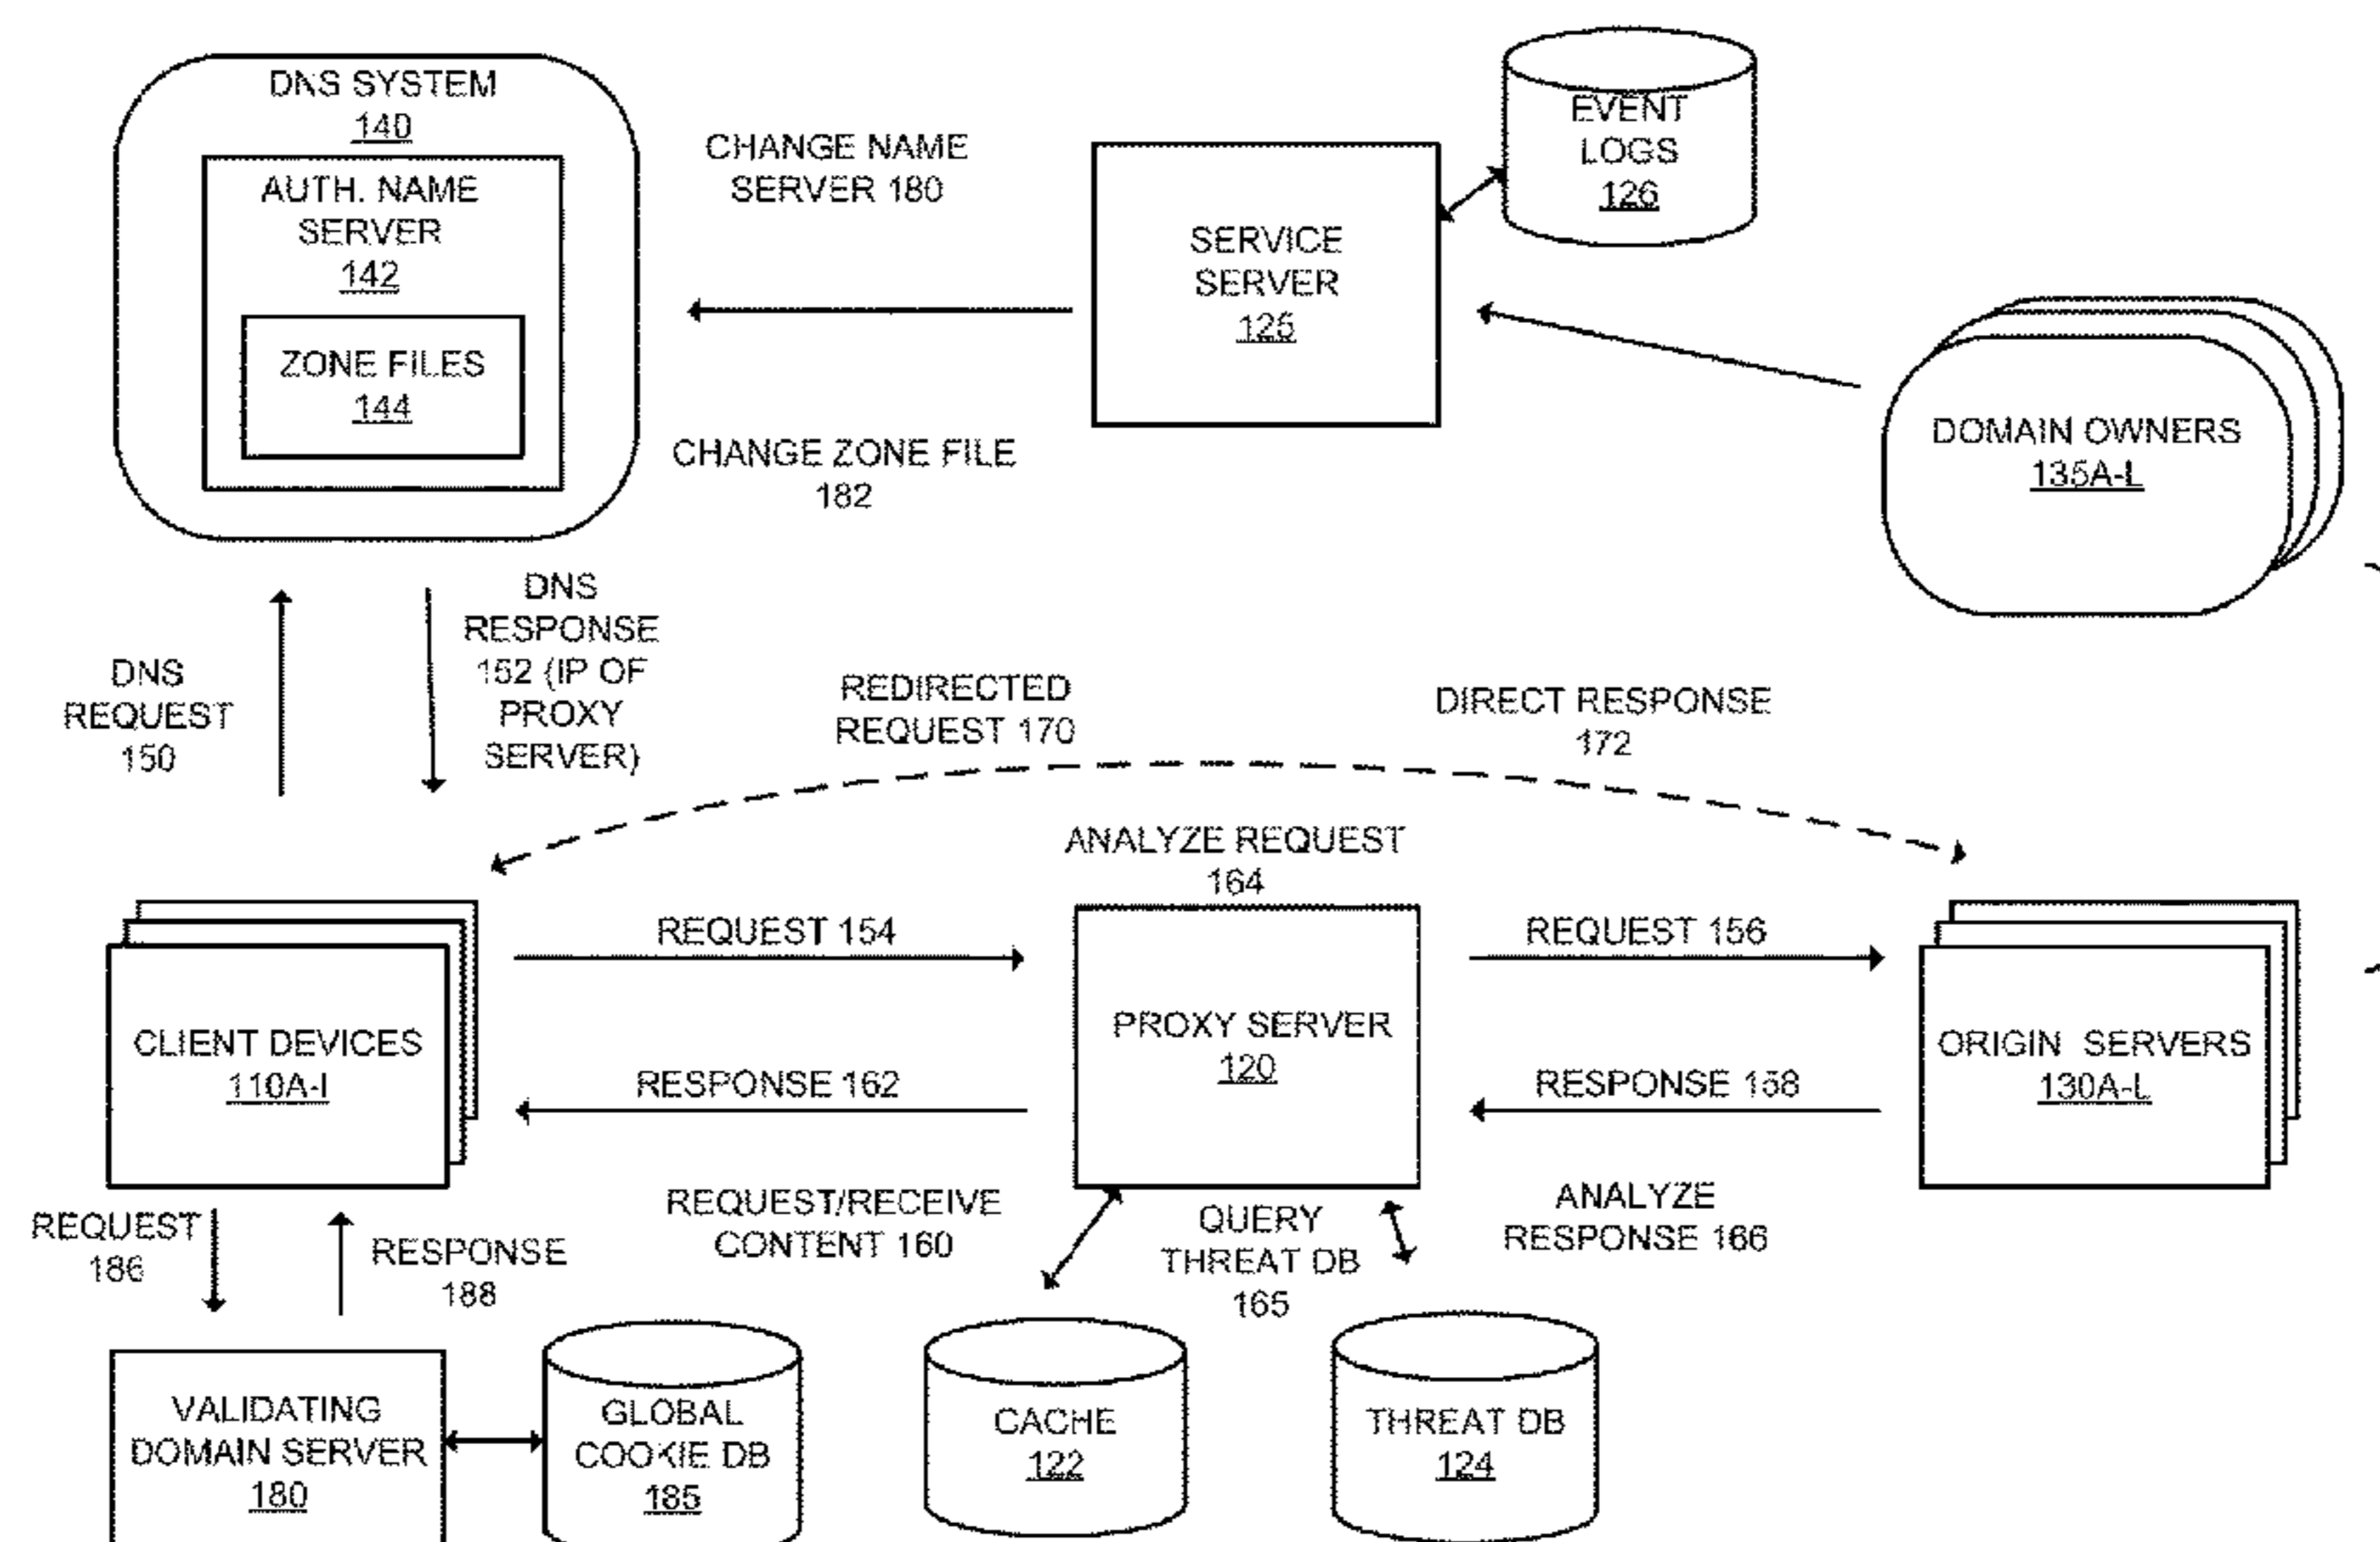 DNS SYSTEM
140
AUTH. NAME
SERVER
142
ZONE FILES
144
CHANGE NAME
SERVER 180
CHANGE ZONE FILE
182
SERVICE
SERVER
125
EVENT
LOGS
126
DOMAIN OWNERS
135A-L
DNS
REQUEST
150
DNS
RESPONSE
152 (IP OF
PROXY
SERVER)
REDIRECTED
REQUEST 170
DIRECT RESPONSE
172
ANALYZE REQUEST
164
CLIENT DEVICES
110A-I
REQUEST 154
RESPONSE 162
PROXY SERVER
120
REQUEST 156
RESPONSE 158
ORIGIN SERVERS
130A-L
REQUEST
186
RESPONSE
188
REQUEST/RECEIVE
CONTENT 160
QUERY
THREAT DB
165
ANALYZE
RESPONSE 166
VALIDATING
DOMAIN SERVER
180
GLOBAL
COOKIE DB
185
CACHE
122
THREAT DB
124